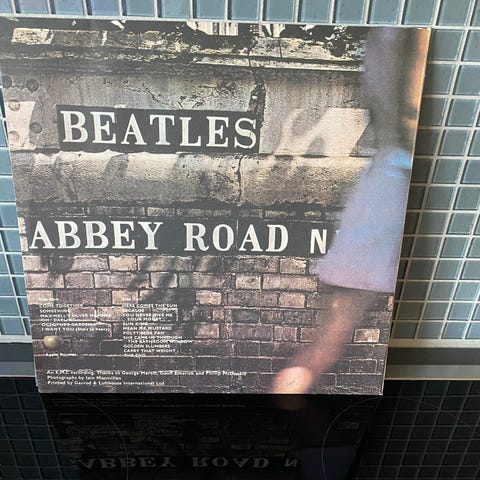 BEATLES
ABBEY ROAD N
COME TOGETHER
SOMETHING
MAXWELL'S SILVER HAMMER
OH! DARLING
OCTOPUS'S GARDEN
I WANT YOU (She's so heavy)
HERE COMES THE SUN
BECAUSE
YOU NEVER GIVE ME
YOUR MONEY
SUN KING
MEAN MR MUSTARD
POLYTHENE PAM
SHE CAME IN THROUGH
THE BATHROOM WINDOW
GOLDEN SLUMBERS
CARRY THAT WEIGHT
THE END
Apple Records
An E.M.I. recording. Thanks to George Martin, Geoff Emerick and Phillip McDonald
Photographs by Iain Macmillan
Printed by Garrod & Lofthouse International Ltd